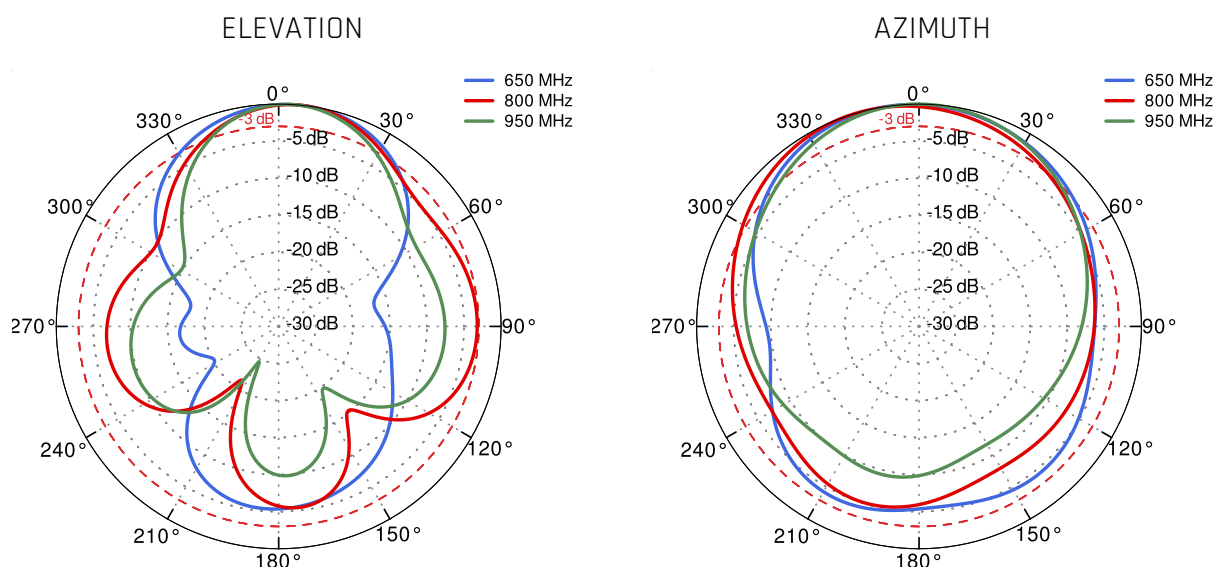 ELEVATION
650 MHz
800 MHz
950 MHz
0°
330°
30°
-3 dB
-5 dB
-10 dB
300°
60°
-15 dB
-20 dB
-25 dB
270°
-30 dB
90°
240°
120°
210°
150°
180°
AZIMUTH
650 MHz
800 MHz
950 MHz
0°
330°
30°
-3 dB
-5 dB
-10 dB
300°
60°
-15 dB
-20 dB
-25 dB
270°
-30 dB
90°
240°
120°
210°
150°
180°